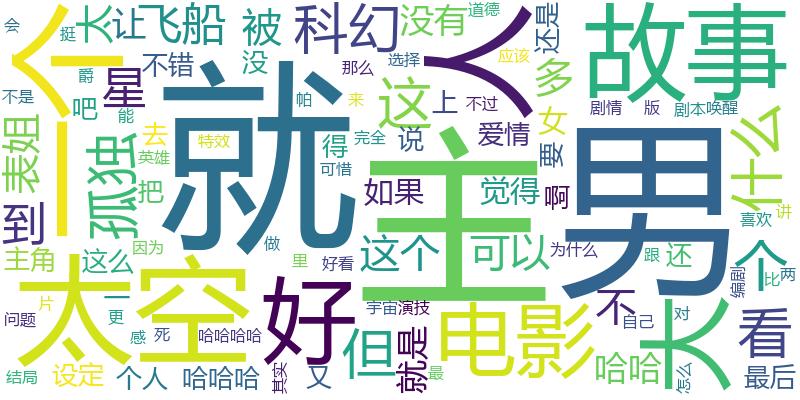 会 挺 太 让 飞船 被 科幻 没有 道德 还是 故事
个 爵 不错 没 那么 选择 应该
不是 吧 能 星 帕 来 不过 多 剧情 版 剧本 唤醒
表姐 去 特效 就 这 上 人 女 什么
一 孤独 英雄 得 说 爱情 要
把 可惜 完全 主 男
到 如果 觉得 啊 喜欢 讲
主角 这么 因为 做 里 好看 这个 可以 为什么 跟 还 个 比 两
太空 一 更 好 宇宙 演技 电影 不 自己 大 对 编剧 看
问题 片 感 死 哈哈哈哈 但 就是
结局 设定 个人 哈哈哈 其实 又 最 哈哈 怎么 最后